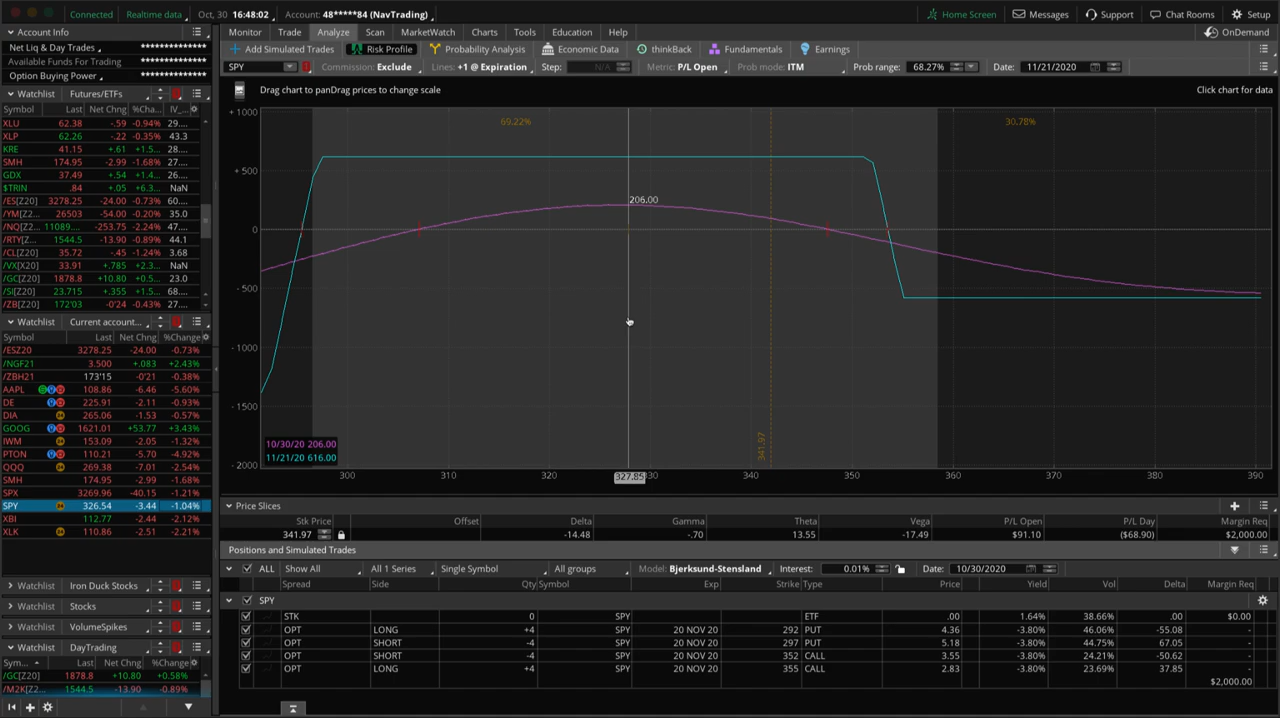 Connected Realtime data Oct, 30 16:48:02 Account: 48*****84 (NavTrading) Home Screen Messages Support Chat Rooms Setup
Account Info
Net Liq & Day Trades ***************
Available Funds For Trading ***************
Option Buying Power ***************
Monitor Trade Analyze Scan MarketWatch Charts Tools Education Help OnDemand
Add Simulated Trades Risk Profile Probability Analysis Economic Data thinkBack Fundamentals Earnings
SPY Commission: Exclude Lines: +1 @ Expiration Step: N/A Metric: P/L Open Prob mode: ITM Prob range: 68.27% Date: 11/21/2020
Drag chart to panDrag prices to change scale Click chart for data
Watchlist Futures/ETFs
Symbol Last Net Chng %Cha... IV_...
XLU 62.38 -.59 -0.94% 29....
XLP 62.26 -.22 -0.35% 43.3
KRE 41.15 +.61 +1.5... 28....
SMH 174.95 -2.99 -1.68% 27....
GDX 37.49 +.54 +1.4... 26....
$TRIN .84 +.05 +6.3... NaN
/ES[Z20] 3278.25 -24.00 -0.73% 60....
/YM[Z2... 26503 -54.00 -0.20% 35.0
/NQ[Z2... 11089.... -253.75 -2.24% 47....
/RTY[Z... 1544.5 -13.90 -0.89% 44.1
/CL[Z20] 35.72 -.45 -1.24% 3.68
/VX[X20] 33.91 +.785 +2.3... NaN
/GC[Z20] 1878.8 +10.80 +0.5... 23.0
/SI[Z20] 23.715 +.355 +1.5... 68....
/ZB[Z20] 172'03 -0'24 -0.43% 27....
Watchlist Current account...
Symbol Last Net Chng %Change
/ESZ20 3278.25 -24.00 -0.73%
/NGF21 3.500 +.083 +2.43%
/ZBH21 173'15 -0'21 -0.38%
AAPL 108.86 -6.46 -5.60%
DE 225.91 -2.11 -0.93%
DIA 265.06 -1.53 -0.57%
GOOG 1621.01 +53.77 +3.43%
IWM 153.09 -2.05 -1.32%
PTON 110.21 -5.70 -4.92%
QQQ 269.38 -7.01 -2.54%
SMH 174.95 -2.99 -1.68%
SPX 3269.96 -40.15 -1.21%
SPY 326.54 -3.44 -1.04%
XBI 112.77 -2.44 -2.12%
XLK 110.86 -2.51 -2.21%
Watchlist Iron Duck Stocks
Watchlist Stocks
Watchlist VolumeSpikes
Watchlist DayTrading
Sym... Last Net Chng %Change
/GC[Z20] 1878.8 +10.80 +0.58%
/M2K[Z2... 1544.5 -13.90 -0.89%
+ 1000
+ 500
0
- 500
- 1000
- 1500
- 2000
69.22% 30.78%
206.00
341.97
10/30/20 206.00
11/21/20 616.00
300 310 320 327.85 340 350 360 370 380 390
Price Slices
Stk Price Offset Delta Gamma Theta Vega P/L Open P/L Day Margin Req
341.97 -14.48 -.70 13.55 -17.49 $91.10 ($68.90) $2,000.00
Positions and Simulated Trades
ALL Show All All 1 Series Single Symbol All groups Model: Bjerksund-Stensland Interest: 0.01% Date: 10/30/2020
Spread Side Qty Symbol Exp Strike Type Price Yield Vol Delta Margin Req
SPY
STK 0 SPY ETF .00 1.64% 38.66% $0.00
OPT LONG +4 SPY 20 NOV 20 292 PUT 4.36 -3.80% 46.06% -55.08 -
OPT SHORT -4 SPY 20 NOV 20 297 PUT 5.18 -3.80% 44.75% 67.05 -
OPT SHORT -4 SPY 20 NOV 20 352 CALL 3.55 -3.80% 24.21% -50.62 -
OPT LONG +4 SPY 20 NOV 20 355 CALL 2.83 -3.80% 23.69% 37.85 -
$2,000.00